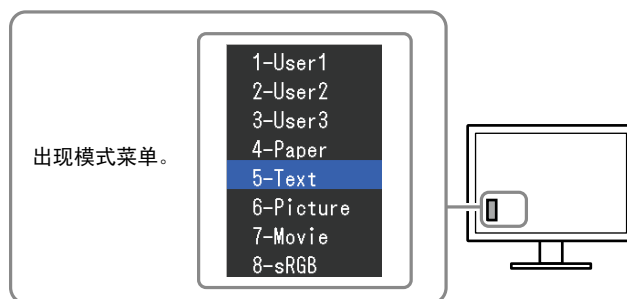 出现模式菜单。
1-User1
2-User2
3-User3
4-Paper
5-Text
6-Picture
7-Movie
8-sRGB